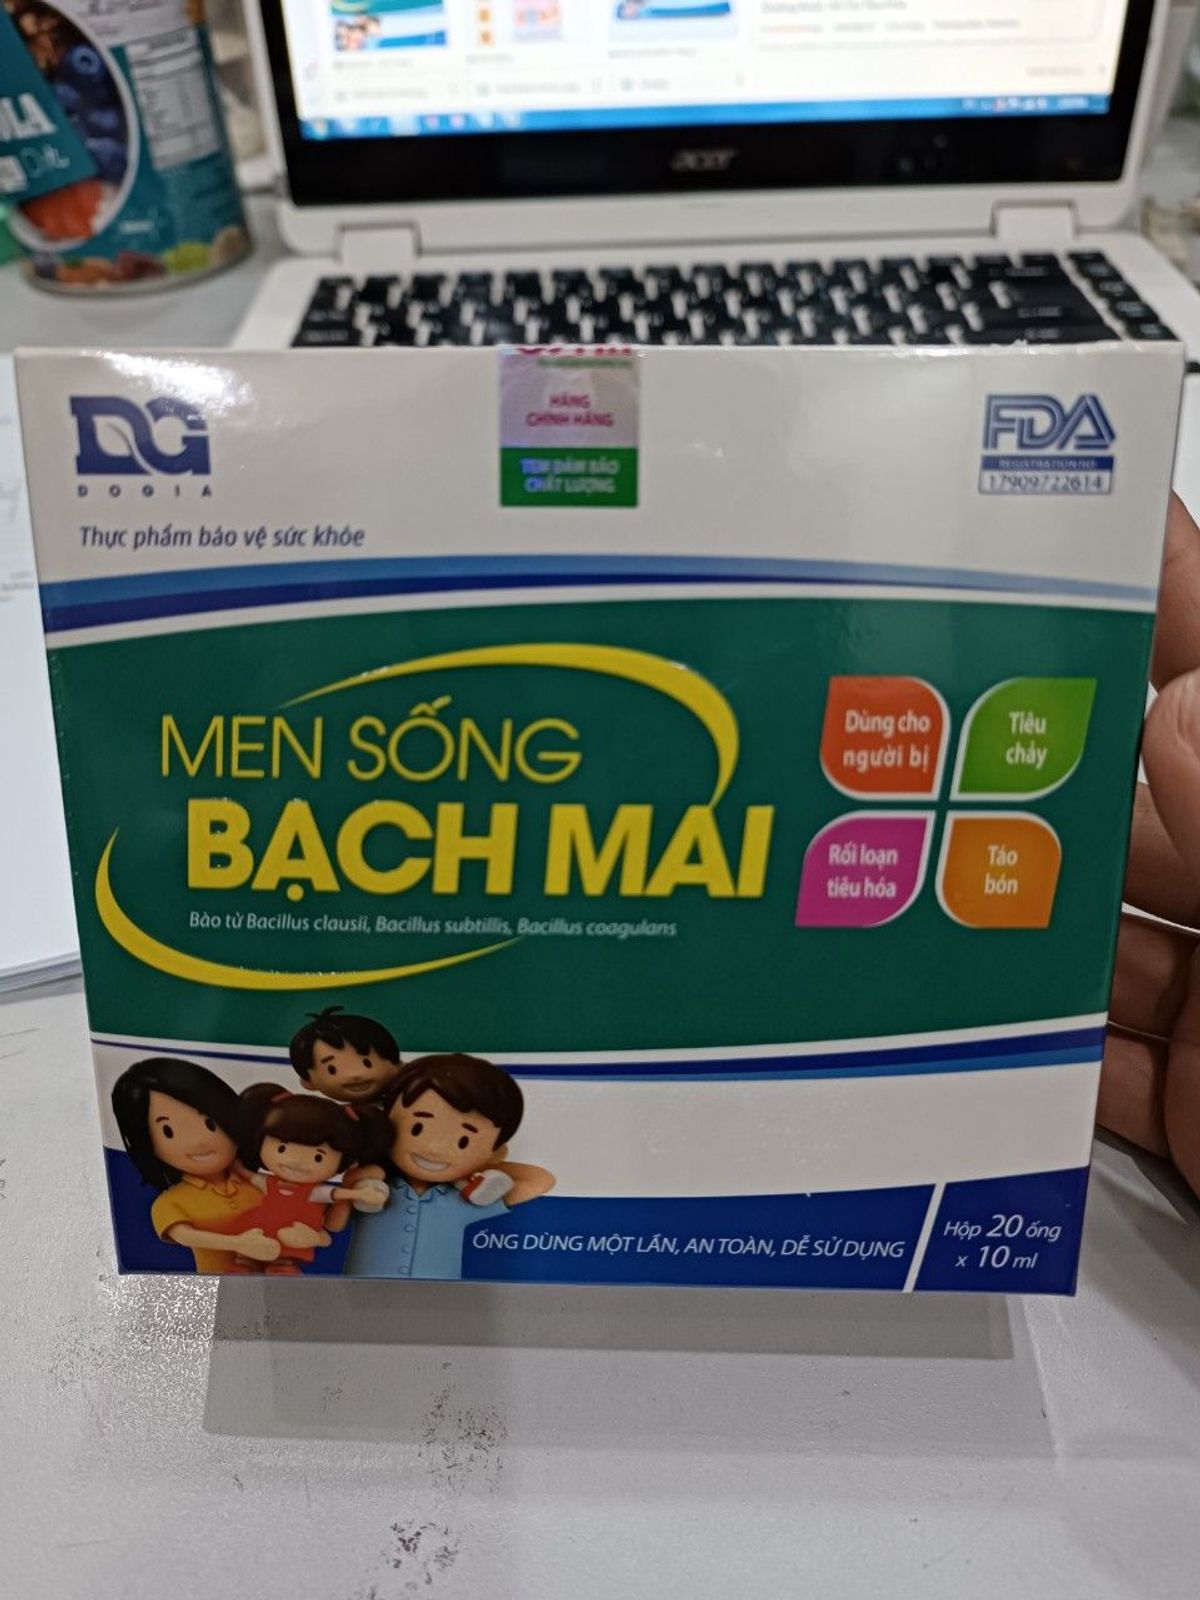 ULA
acer
DG
DOGIA
HÀNG
CHÍNH HÃNG
TEM ĐẢM BẢO
CHẤT LƯỢNG
FDA
REGISTRATION NO:
17909722614
Thực phẩm bảo vệ sức khỏe
MEN SỐNG
BẠCH MAI
Bào tử Bacillus clausii, Bacillus subtillis, Bacillus coagulans
Dùng cho
người bị
Tiêu
chảy
Rối loạn
tiêu hóa
Táo
bón
ỐNG DÙNG MỘT LẦN, AN TOÀN, DỄ SỬ DỤNG
Hộp 20 ống
x 10 ml